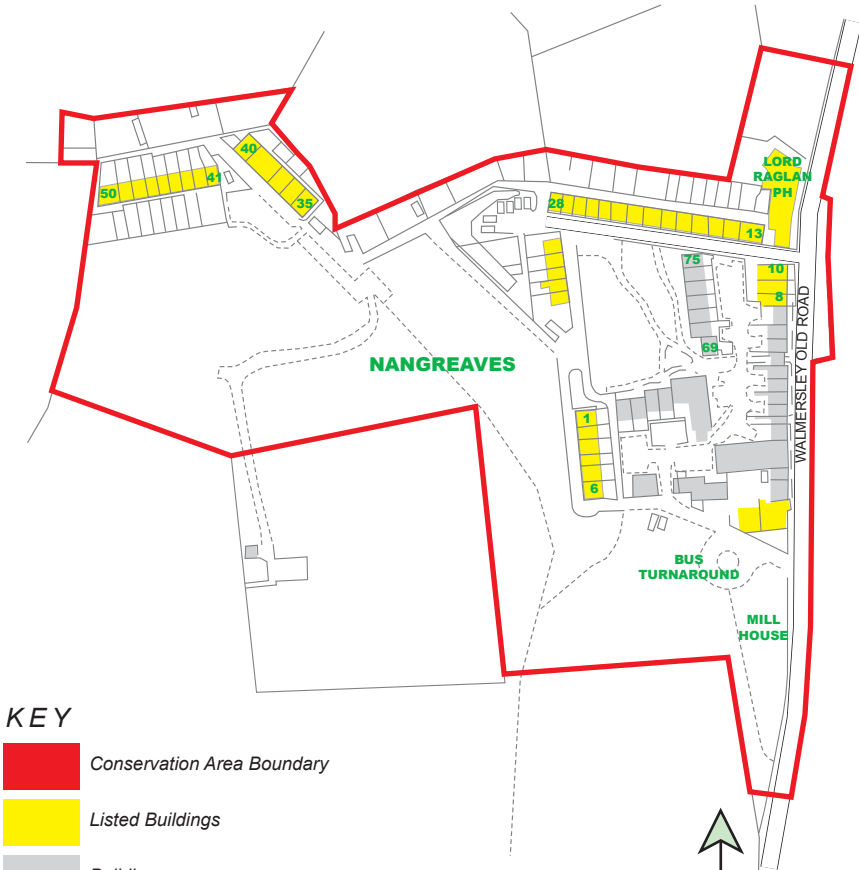 40
50
41
35
28
13
LORD
RAGLAN
PH
75
10
8
69
NANGREAVES
WALMERSLEY OLD ROAD
1
6
BUS
TURNAROUND
MILL
HOUSE
KEY
Conservation Area Boundary
Listed Buildings